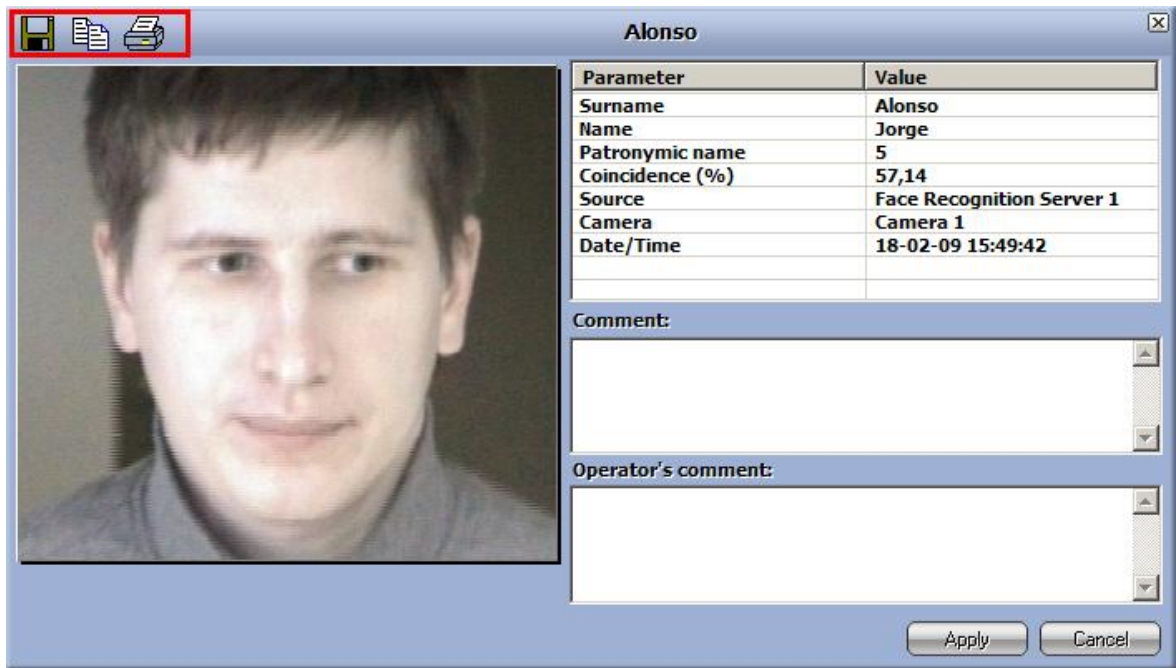 Alonso
Parameter Value
Surname Alonso
Name Jorge
Patronymic name 5
Coincidence (%) 57,14
Source Face Recognition Server 1
Camera Camera 1
Date/Time 18-02-09 15:49:42
Comment:
Operator's comment:
Apply Cancel